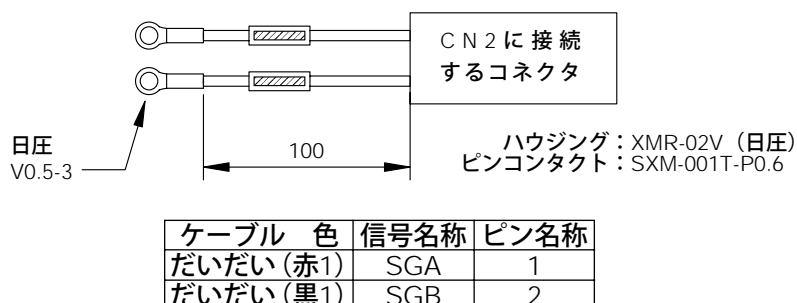 CN2に接続
するコネクタ
日圧
V0.5-3
100
ハウジング：XMR-02V（日圧）
ピンコンタクト：SXM-001T-P0.6
ケーブル 色 信号名称 ピン名称
だいだい(赤1) SGA 1
だいだい(黒1) SGB 2